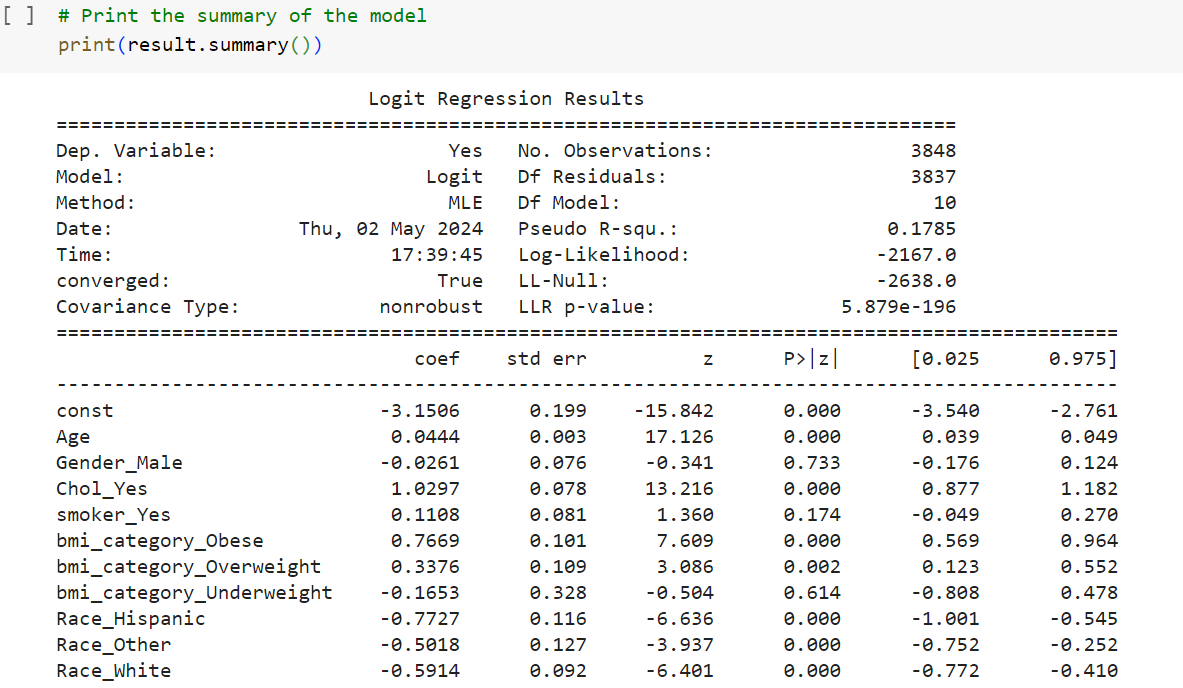 [ ] # Print the summary of the model
print(result.summary())
Logit Regression Results
==============================================================================
Dep. Variable: Yes No. Observations: 3848
Model: Logit Df Residuals: 3837
Method: MLE Df Model: 10
Date: Thu, 02 May 2024 Pseudo R-squ.: 0.1785
Time: 17:39:45 Log-Likelihood: -2167.0
converged: True LL-Null: -2638.0
Covariance Type: nonrobust LLR p-value: 5.879e-196
============================================================================================
coef std err z P>|z| [0.025 0.975]
--------------------------------------------------------------------------------------------
const -3.1506 0.199 -15.842 0.000 -3.540 -2.761
Age 0.0444 0.003 17.126 0.000 0.039 0.049
Gender_Male -0.0261 0.076 -0.341 0.733 -0.176 0.124
Chol_Yes 1.0297 0.078 13.216 0.000 0.877 1.182
smoker_Yes 0.1108 0.081 1.360 0.174 -0.049 0.270
bmi_category_Obese 0.7669 0.101 7.609 0.000 0.569 0.964
bmi_category_Overweight 0.3376 0.109 3.086 0.002 0.123 0.552
bmi_category_Underweight -0.1653 0.328 -0.504 0.614 -0.808 0.478
Race_Hispanic -0.7727 0.116 -6.636 0.000 -1.001 -0.545
Race_Other -0.5018 0.127 -3.937 0.000 -0.752 -0.252
Race_White -0.5914 0.092 -6.401 0.000 -0.772 -0.410